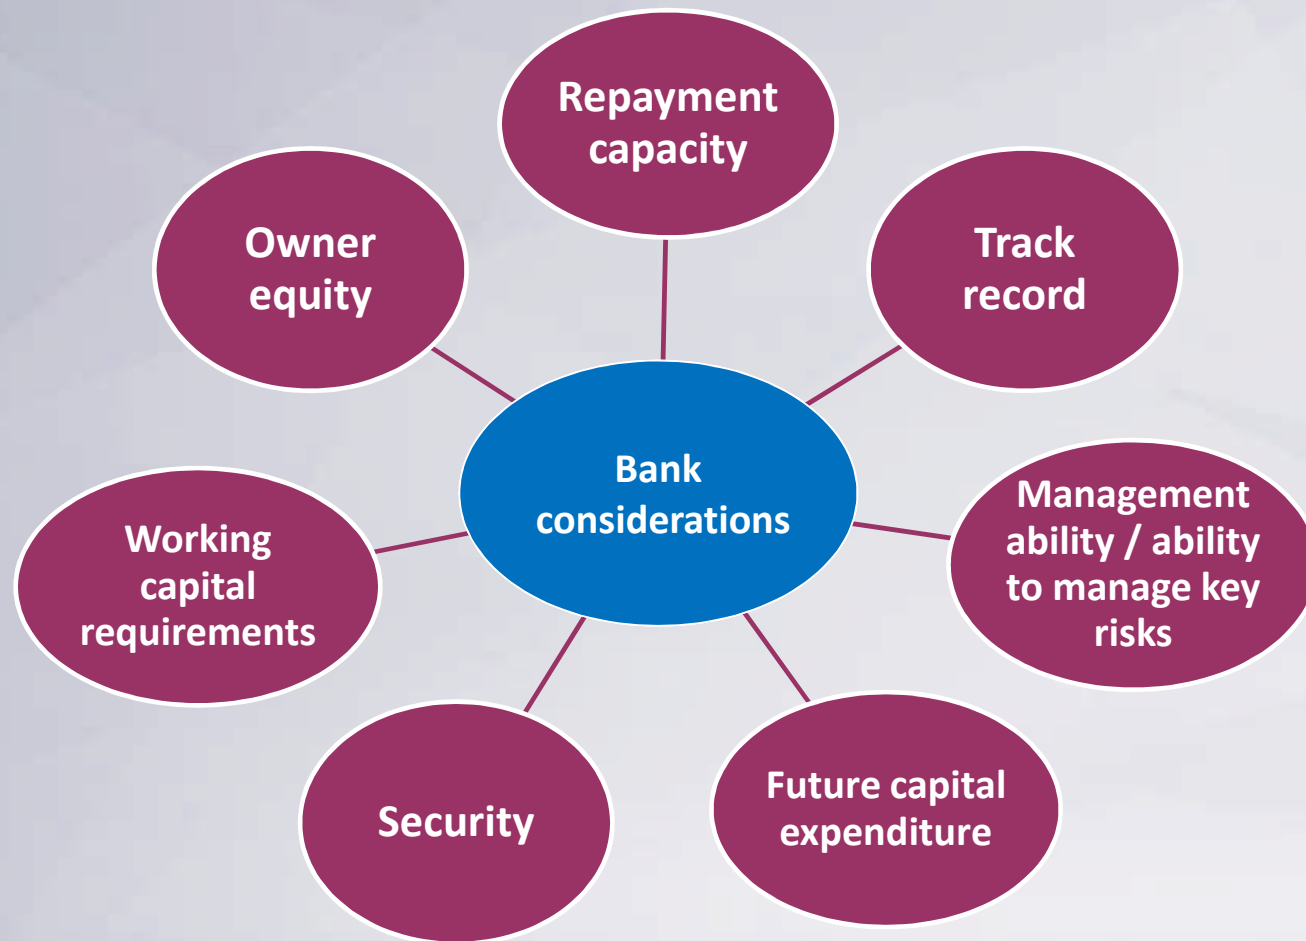 Repayment
capacity
Track
record
Management
ability / ability
to manage key
risks
Future capital
expenditure
Security
Working
capital
requirements
Owner
equity
Bank
considerations